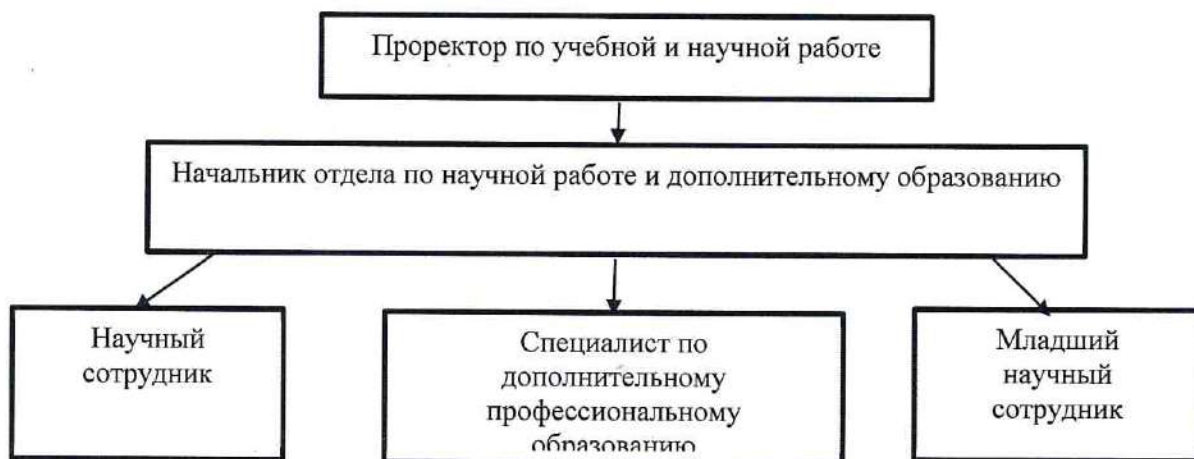 Проректор по учебной и научной работе
Начальник отдела по научной работе и дополнительному образованию
Научный
сотрудник
Специалист по
дополнительному
профессиональному
образованию
Младший
научный
сотрудник